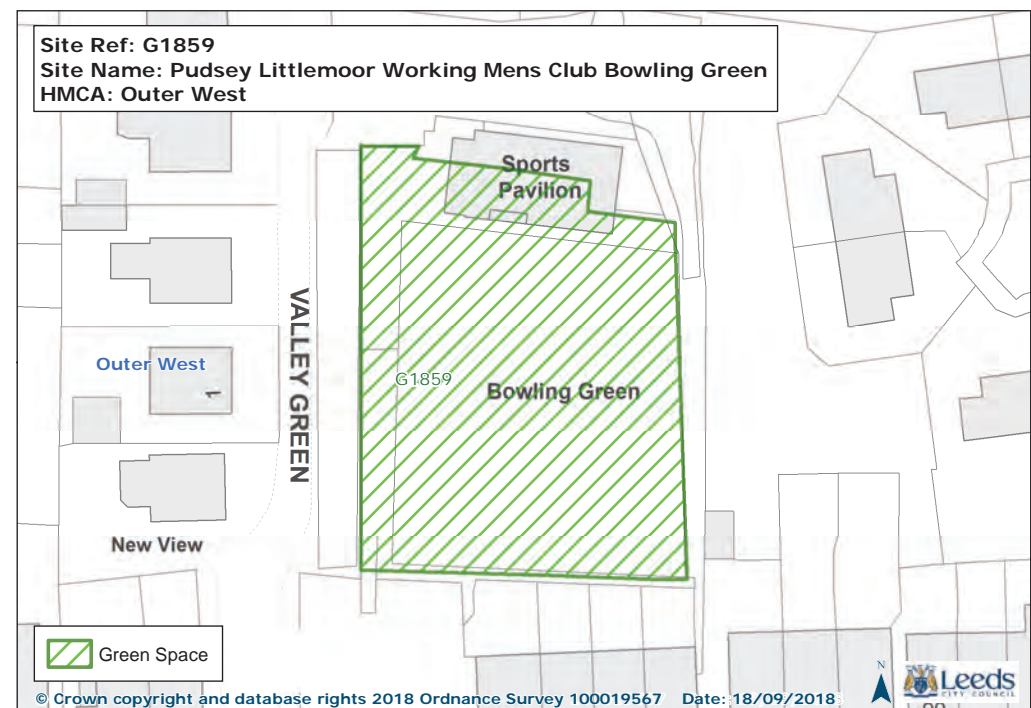 Site Ref: G1859
Site Name: Pudsey Littlemoor Working Mens Club Bowling Green
HMCA: Outer West
Sports
Pavilion
VALLEY GREEN
Outer West
1
G1859
Bowling Green
New View
Green Space
N
Leeds
CITY COUNCIL
© Crown copyright and database rights 2018 Ordnance Survey 100019567 Date: 18/09/2018